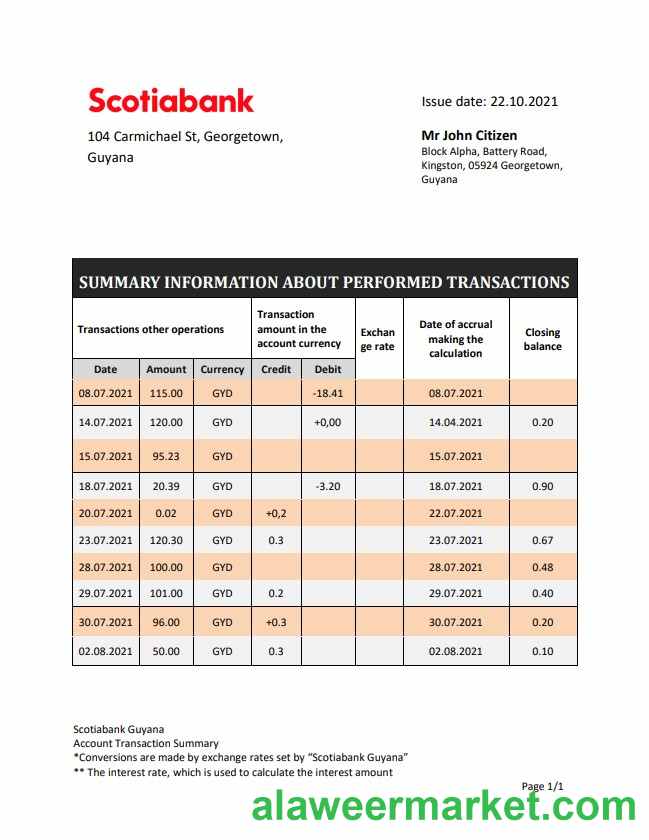 Scotiabank
104 Carmichael St, Georgetown,
Guyana
Issue date: 22.10.2021
Mr John Citizen
Block Alpha, Battery Road,
Kingston, 05924 Georgetown,
Guyana
SUMMARY INFORMATION ABOUT PERFORMED TRANSACTIONS
Transactions other operations
Transaction
amount in the
account currency
Exchan
ge rate
Date of accrual
making the
calculation
Closing
balance
Date Amount Currency Credit Debit
08.07.2021 115.00 GYD -18.41 08.07.2021
14.07.2021 120.00 GYD +0,00 14.04.2021 0.20
15.07.2021 95.23 GYD 15.07.2021
18.07.2021 20.39 GYD -3.20 18.07.2021 0.90
20.07.2021 0.02 GYD +0,2 22.07.2021
23.07.2021 120.30 GYD 0.3 23.07.2021 0.67
28.07.2021 100.00 GYD 28.07.2021 0.48
29.07.2021 101.00 GYD 0.2 29.07.2021 0.40
30.07.2021 96.00 GYD +0.3 30.07.2021 0.20
02.08.2021 50.00 GYD 0.3 02.08.2021 0.10
Scotiabank Guyana
Account Transaction Summary
*Conversions are made by exchange rates set by “Scotiabank Guyana”
** The interest rate, which is used to calculate the interest amount
Page 1/1
alaweermarket.com